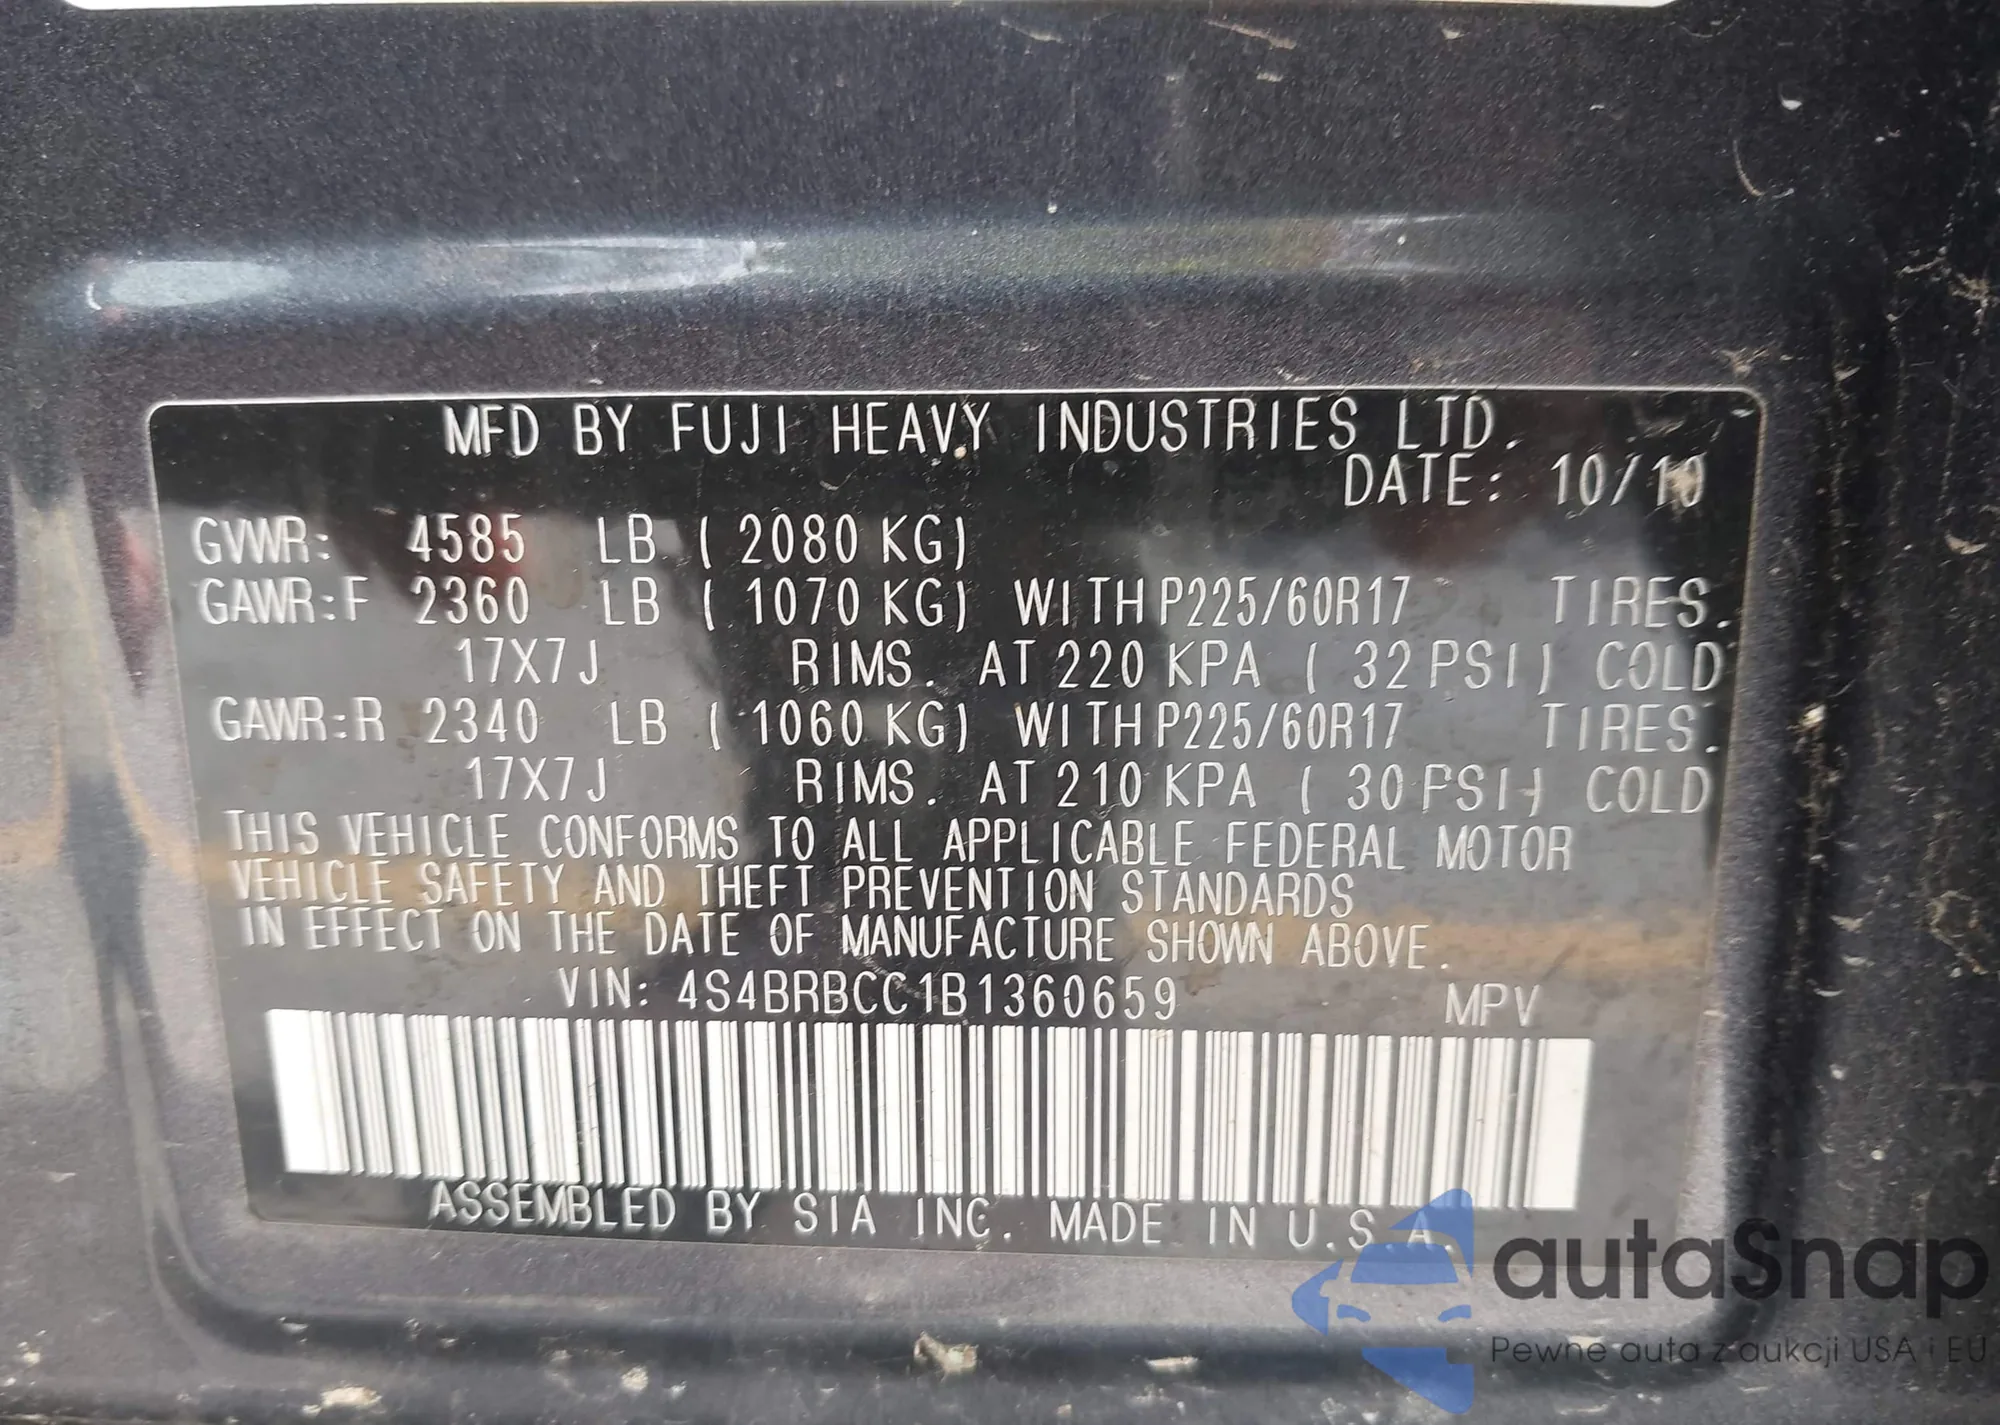 MFD BY FUJI HEAVY INDUSTRIES LTD.
DATE: 10/10
GVWR: 4585 LB ( 2080 KG)
GAWR:F 2360 LB ( 1070 KG) WITH P225/60R17 TIRES.
17X7J RIMS. AT 220 KPA ( 32 PSI) COLD
GAWR:R 2340 LB ( 1060 KG) WITH P225/60R17 TIRES.
17X7J RIMS. AT 210 KPA ( 30 PSI) COLD
THIS VEHICLE CONFORMS TO ALL APPLICABLE FEDERAL MOTOR
VEHICLE SAFETY AND THEFT PREVENTION STANDARDS
IN EFFECT ON THE DATE OF MANUFACTURE SHOWN ABOVE.
VIN: 4S4BRBCC1B1360659 MPV
ASSEMBLED BY SIA INC. MADE IN U.S.A.
autaSnap
Pewne auta z aukcji USA i EU